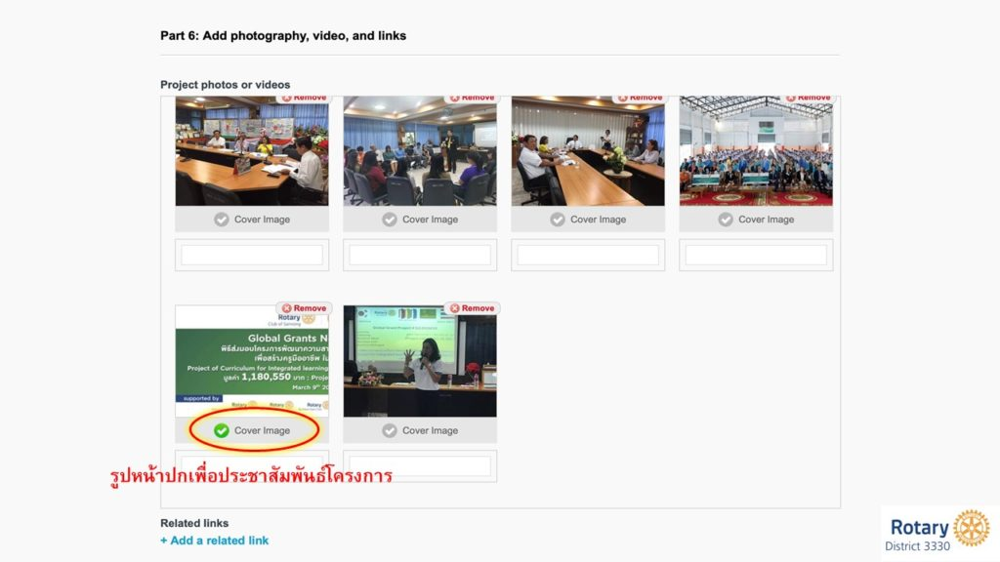 Part 6: Add photography, video, and links
Project photos or videos
Remove Remove Remove Remove
Cover Image Cover Image Cover Image Cover Image
Remove Remove
Rotary
Club of Sansong
Global Grants N
พิธีส่งมอบโครงการพัฒนาความสา
เพื่อสร้างครูมืออาชีพ ใน
Project of Curriculum for Integrated learning
มูลค่า 1,180,550 บาท : Proje
March 9th 20
supported by
Rotary Rotary Rotary
Cover Image Cover Image
รูปหน้าปกเพื่อประชาสัมพันธ์โครงการ
Related links
+ Add a related link
Rotary
District 3330